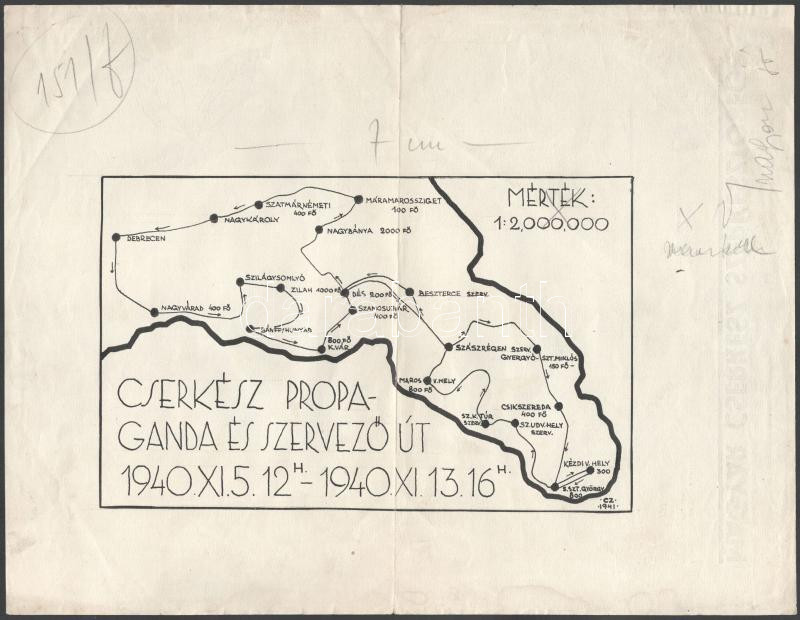 151/f
7 cm
MÉRTÉK:
1:2,000,000
MÁRAMAROSSZIGET
100 FŐ
SZATMÁRNÉMETI
400 FŐ
NAGYKÁROLY
NAGYBÁNYA 2000 FŐ
DEBRECEN
SZILÁGYSOMLYÓ
ZILAH 1000 FŐ
DÉS 200 FŐ
BESZTERCE SZERV.
NAGYVÁRAD 400 FŐ
SZAMOSUJVÁR
400 FŐ
BÁNFFYHUNYAD
800 FŐ
K.VÁR
SZÁSZRÉGEN SZERV.
GYERGYÓ- SZT.MIKLÓS
150 FŐ-
MAROS V.HELY
800 FŐ
CSIKSZEREDA
400 FŐ
SZ.K.TÚR
SZERV.
SZ.UDV.HELY
SZERV.
KÉZDI V.HELY
300
S.SZT.GYÖRGY
800
CSERKÉSZ PROPA-
GANDA ÉS SZERVEZŐ ÚT
1940.XI.5.12H.-1940.XI.13.16H.
CZ.
·1941·